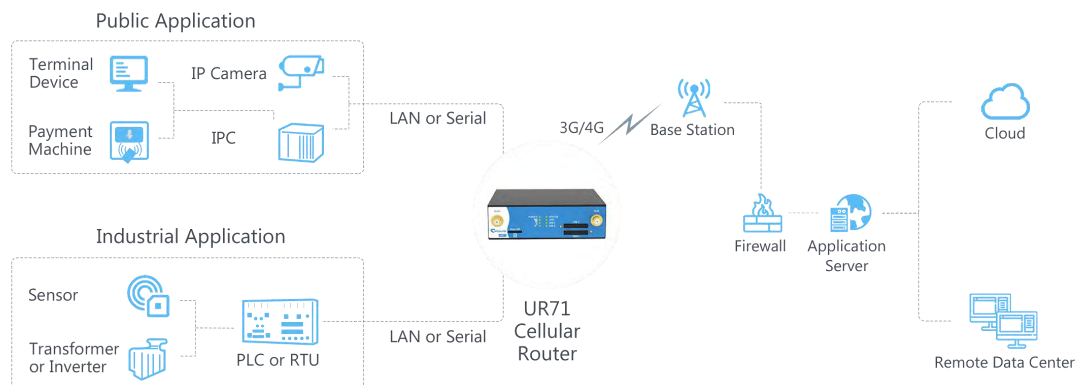 Public Application
Terminal
Device
IP Camera
Payment
Machine
IPC
LAN or Serial
3G/4G
Base Station
Cloud
Firewall
Application
Server
Industrial Application
Sensor
Transformer
or Inverter
PLC or RTU
LAN or Serial
UR71
Cellular
Router
Remote Data Center